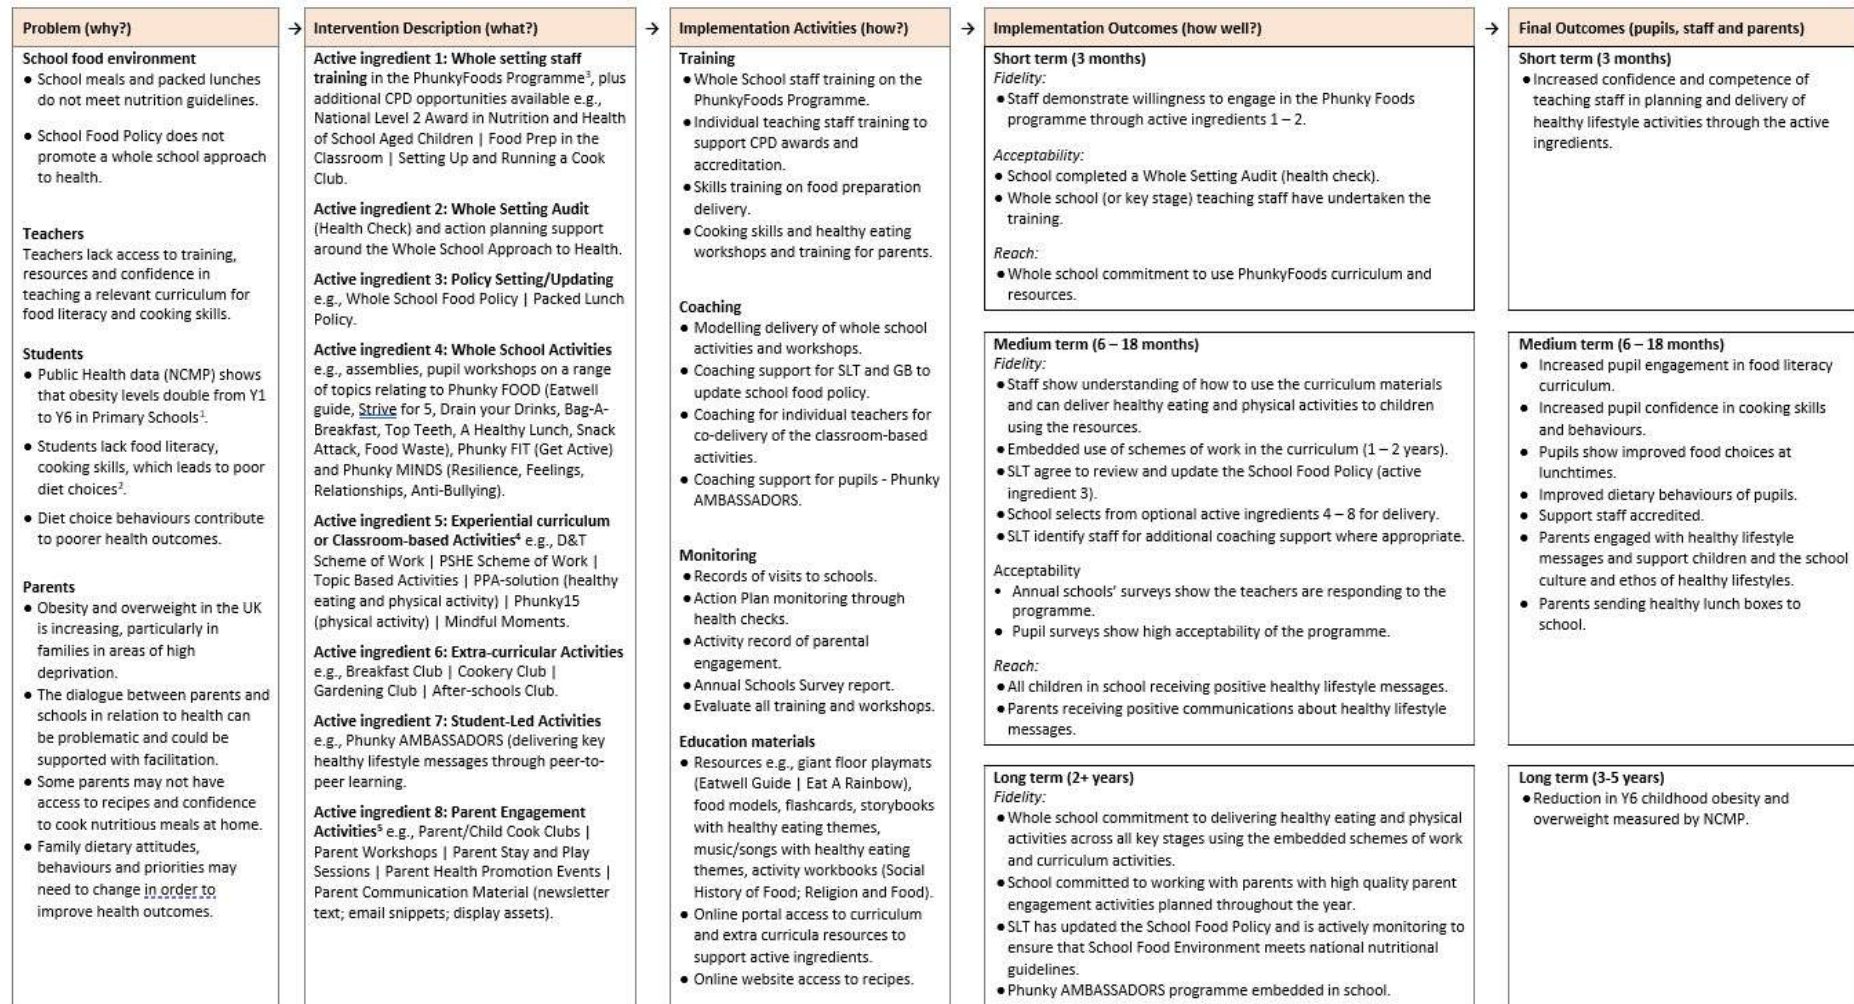 Problem (why?)
School food environment
● School meals and packed lunches
do not meet nutrition guidelines.
● School Food Policy does not
promote a whole school approach
to health.
Teachers
Teachers lack access to training,
resources and confidence in
teaching a relevant curriculum for
food literacy and cooking skills.
Students
● Public Health data (NCMP) shows
that obesity levels double from Y1
to Y6 in Primary Schools¹.
● Students lack food literacy,
cooking skills, which leads to poor
diet choices².
● Diet choice behaviours contribute
to poorer health outcomes.
Parents
● Obesity and overweight in the UK
is increasing, particularly in
families in areas of high
deprivation.
● The dialogue between parents and
schools in relation to health can
be problematic and could be
supported with facilitation.
● Some parents may not have
access to recipes and confidence
to cook nutritious meals at home.
● Family dietary attitudes,
behaviours and priorities may
need to change in order to
improve health outcomes.
→
Intervention Description (what?)
Active ingredient 1: Whole setting staff
training in the PhunkyFoods Programme³, plus
additional CPD opportunities available e.g.,
National Level 2 Award in Nutrition and Health
of School Aged Children | Food Prep in the
Classroom | Setting Up and Running a Cook
Club.
Active ingredient 2: Whole Setting Audit
(Health Check) and action planning support
around the Whole School Approach to Health.
Active ingredient 3: Policy Setting/Updating
e.g., Whole School Food Policy | Packed Lunch
Policy.
Active ingredient 4: Whole School Activities
e.g., assemblies, pupil workshops on a range
of topics relating to Phunky FOOD (Eatwell
guide, Strive for 5, Drain your Drinks, Bag-A-
Breakfast, Top Teeth, A Healthy Lunch, Snack
Attack, Food Waste), Phunky FIT (Get Active)
and Phunky MINDS (Resilience, Feelings,
Relationships, Anti-Bullying).
Active ingredient 5: Experiential curriculum
or Classroom-based Activities⁴ e.g., D&T
Scheme of Work | PSHE Scheme of Work |
Topic Based Activities | PPA-solution (healthy
eating and physical activity) | Phunky15
(physical activity) | Mindful Moments.
Active ingredient 6: Extra-curricular Activities
e.g., Breakfast Club | Cookery Club |
Gardening Club | After-schools Club.
Active ingredient 7: Student-Led Activities
e.g., Phunky AMBASSADORS (delivering key
healthy lifestyle messages through peer-to-
peer learning.
Active ingredient 8: Parent Engagement
Activities⁵ e.g., Parent/Child Cook Clubs |
Parent Workshops | Parent Stay and Play
Sessions | Parent Health Promotion Events |
Parent Communication Material (newsletter
text; email snippets; display assets).
→
Implementation Activities (how?)
Training
● Whole School staff training on the
PhunkyFoods Programme.
● Individual teaching staff training to
support CPD awards and
accreditation.
● Skills training on food preparation
delivery.
● Cooking skills and healthy eating
workshops and training for parents.
Coaching
● Modelling delivery of whole school
activities and workshops.
● Coaching support for SLT and GB to
update school food policy.
● Coaching for individual teachers for
co-delivery of the classroom-based
activities.
● Coaching support for pupils - Phunky
AMBASSADORS.
Monitoring
● Records of visits to schools.
● Action Plan monitoring through
health checks.
● Activity record of parental
engagement.
● Annual Schools Survey report.
● Evaluate all training and workshops.
Education materials
● Resources e.g., giant floor playmats
(Eatwell Guide | Eat A Rainbow),
food models, flashcards, storybooks
with healthy eating themes,
music/songs with healthy eating
themes, activity workbooks (Social
History of Food; Religion and Food).
● Online portal access to curriculum
and extra curricula resources to
support active ingredients.
● Online website access to recipes.
→
Implementation Outcomes (how well?)
Short term (3 months)
Fidelity:
● Staff demonstrate willingness to engage in the Phunky Foods
programme through active ingredients 1 – 2.
Acceptability:
● School completed a Whole Setting Audit (health check).
● Whole school (or key stage) teaching staff have undertaken the
training.
Reach:
● Whole school commitment to use PhunkyFoods curriculum and
resources.
Medium term (6 – 18 months)
Fidelity:
● Staff show understanding of how to use the curriculum materials
and can deliver healthy eating and physical activities to children
using the resources.
● Embedded use of schemes of work in the curriculum (1 – 2 years).
● SLT agree to review and update the School Food Policy (active
ingredient 3).
● School selects from optional active ingredients 4 – 8 for delivery.
● SLT identify staff for additional coaching support where appropriate.
Acceptability
• Annual schools' surveys show the teachers are responding to the
programme.
● Pupil surveys show high acceptability of the programme.
Reach:
● All children in school receiving positive healthy lifestyle messages.
● Parents receiving positive communications about healthy lifestyle
messages.
Long term (2+ years)
Fidelity:
● Whole school commitment to delivering healthy eating and physical
activities across all key stages using the embedded schemes of work
and curriculum activities.
● School committed to working with parents with high quality parent
engagement activities planned throughout the year.
● SLT has updated the School Food Policy and is actively monitoring to
ensure that School Food Environment meets national nutritional
guidelines.
● Phunky AMBASSADORS programme embedded in school.
→
Final Outcomes (pupils, staff and parents)
Short term (3 months)
● Increased confidence and competence of
teaching staff in planning and delivery of
healthy lifestyle activities through the active
ingredients.
Medium term (6 – 18 months)
● Increased pupil engagement in food literacy
curriculum.
● Increased pupil confidence in cooking skills
and behaviours.
● Pupils show improved food choices at
lunchtimes.
● Improved dietary behaviours of pupils.
● Support staff accredited.
● Parents engaged with healthy lifestyle
messages and support children and the school
culture and ethos of healthy lifestyles.
● Parents sending healthy lunch boxes to
school.
Long term (3-5 years)
● Reduction in Y6 childhood obesity and
overweight measured by NCMP.